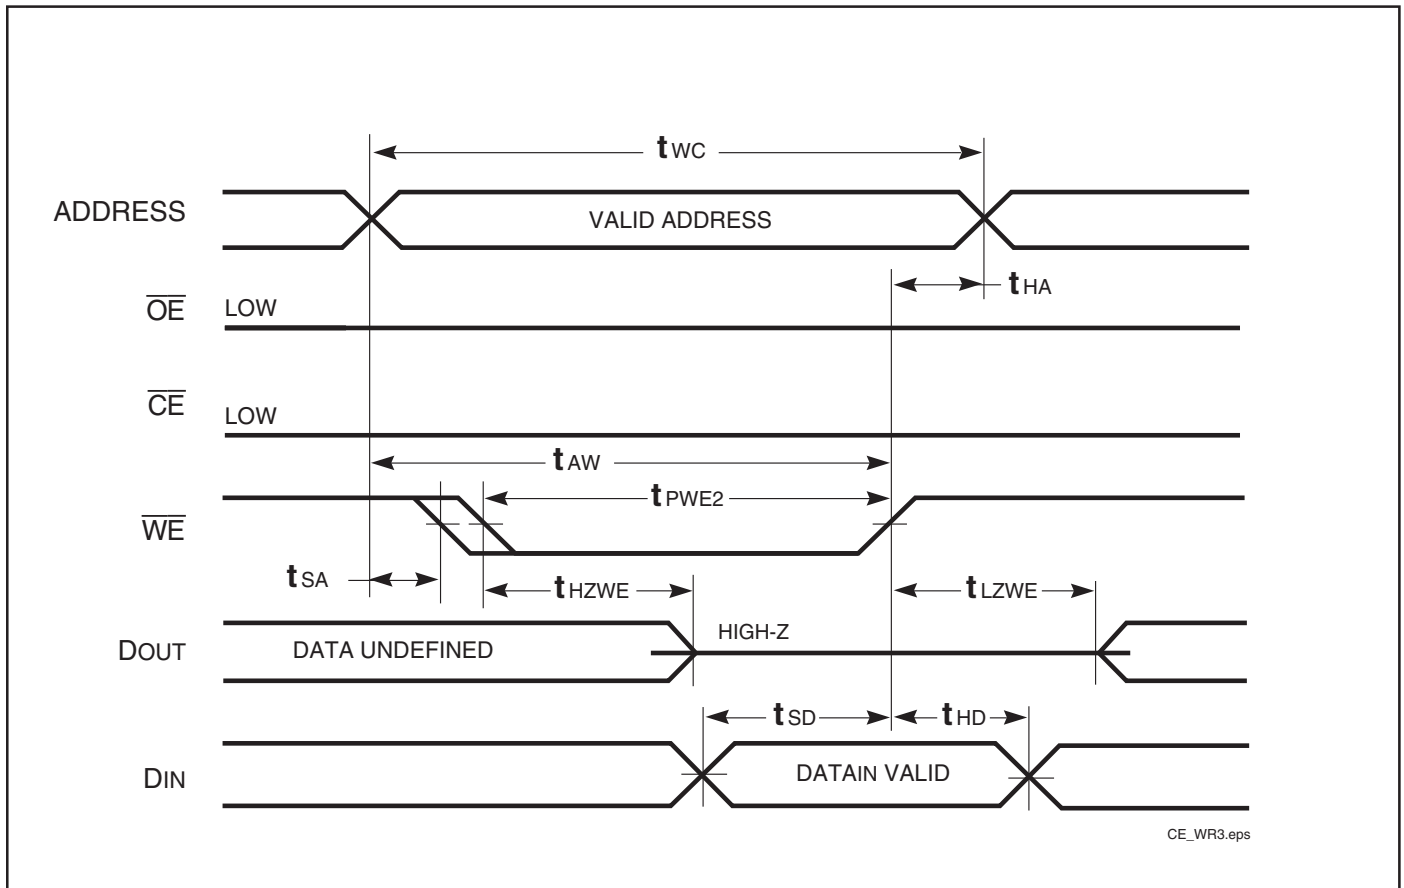 tWC
ADDRESS
VALID ADDRESS
tHA
OE
LOW
CE
LOW
tAW
tPWE2
WE
tSA
tHZWE
tLZWE
DOUT
DATA UNDEFINED
HIGH-Z
tSD
tHD
DIN
DATAIN VALID
CE_WR3.eps